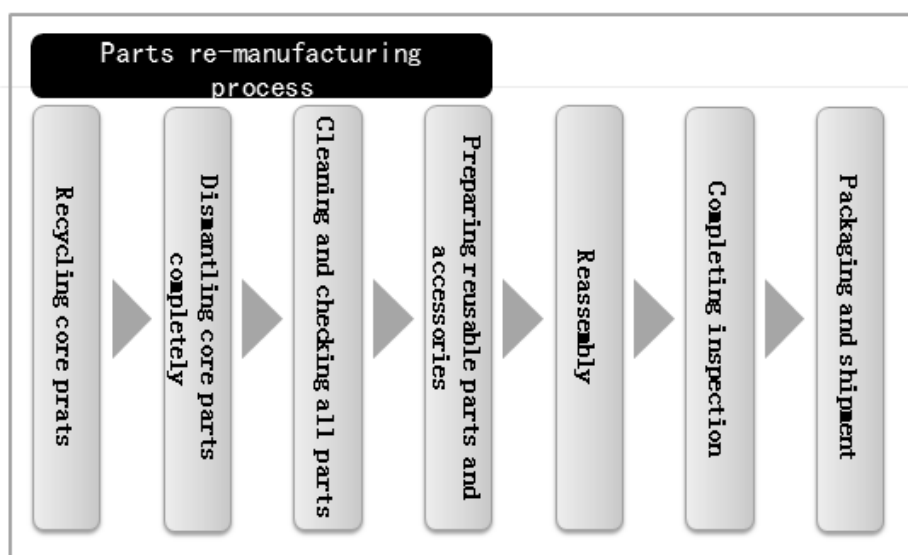 Parts re-manufacturing
process
Recycling core prats
Dismantling core parts
completely
Cleaning and checking all parts
Preparing reusable parts and
accessories
Reassembly
Completing inspection
Packaging and shipment